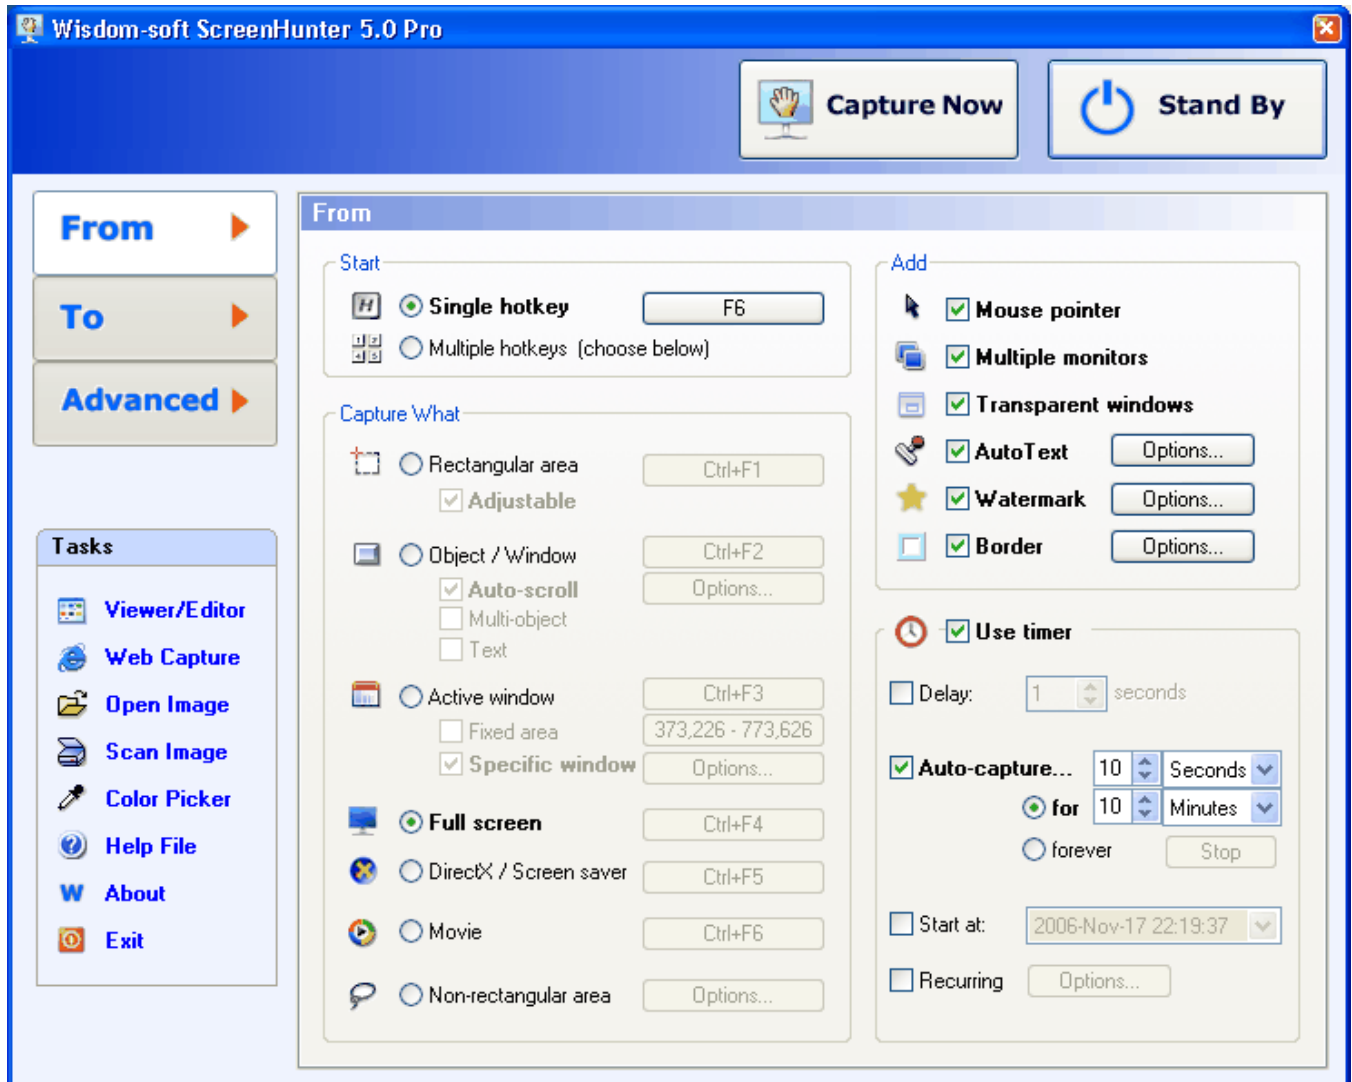 Wisdom-soft ScreenHunter 5.0 Pro
Capture Now
Stand By
From
To
Advanced
Tasks
Viewer/Editor
Web Capture
Open Image
Scan Image
Color Picker
Help File
W About
Exit
From
Start
H Single hotkey F6
1 2 4 5 Multiple hotkeys (choose below)
Capture What
Rectangular area Ctrl+F1
Adjustable
Object / Window Ctrl+F2
Auto-scroll Options...
Multi-object
Text
Active window Ctrl+F3
Fixed area 373,226 - 773,626
Specific window Options...
Full screen Ctrl+F4
DirectX / Screen saver Ctrl+F5
Movie Ctrl+F6
Non-rectangular area Options...
Add
Mouse pointer
Multiple monitors
Transparent windows
AutoText Options...
Watermark Options...
Border Options...
Use timer
Delay: 1 seconds
Auto-capture... 10 Seconds
for 10 Minutes
forever Stop
Start at: 2006-Nov-17 22:19:37
Recurring Options...